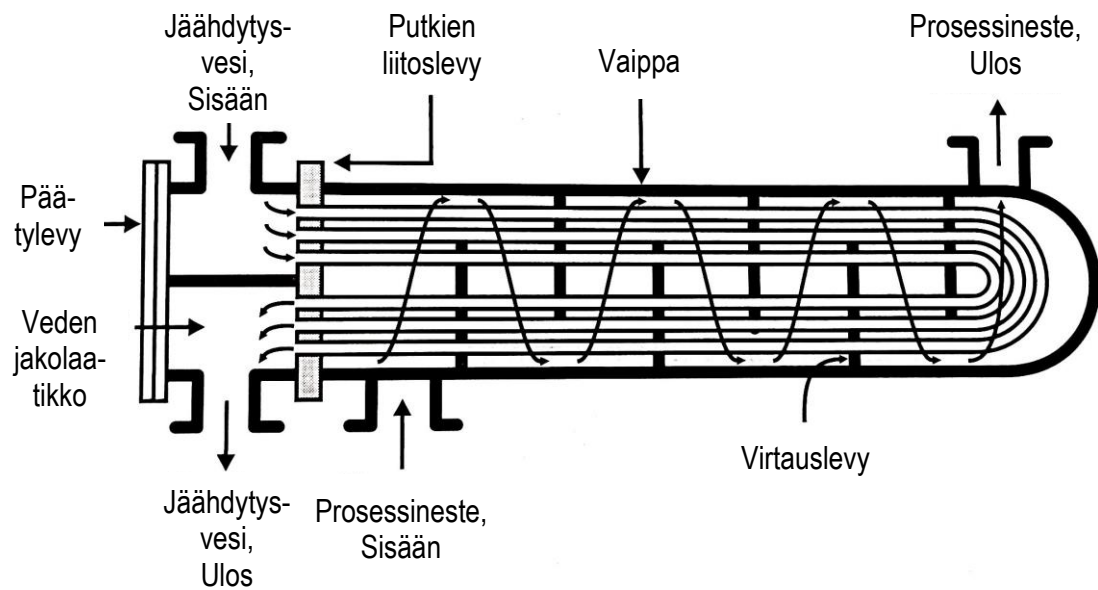 Jäähdytys-
vesi,
Sisään
Putkien
liitoslevy
Vaippa
Prosessineste,
Ulos
Pää-
tylevy
Veden
jakolaa-
tikko
Virtauslevy
Jäähdytys-
vesi,
Ulos
Prosessineste,
Sisään